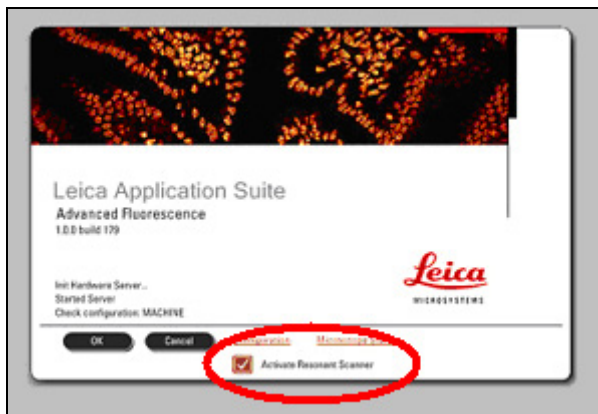 Leica Application Suite
Advanced Fluorescence
1.0.0 build 179
Leica
MICROSYSTEMS
Init Hardware Server...
Started Server
Check configuration: MACHINE
OK Cancel
Activate Resonant Scanner